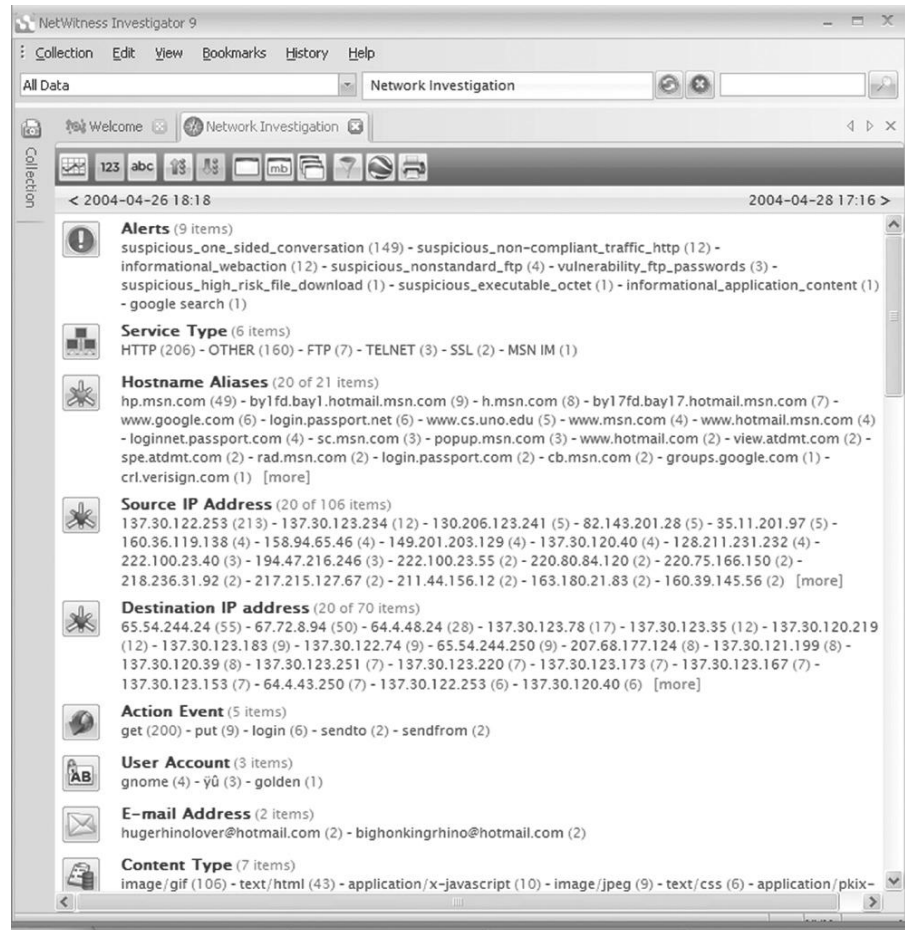 NetWitness Investigator 9
Collection Edit View Bookmarks History Help
All Data
Network Investigation
Welcome
Network Investigation
Collection
123 abc mb
< 2004-04-26 18:18 2004-04-28 17:16 >
Alerts (9 items)
suspicious_one_sided_conversation (149) - suspicious_non-compliant_traffic_http (12) -
informational_webaction (12) - suspicious_nonstandard_ftp (4) - vulnerability_ftp_passwords (3) -
suspicious_high_risk_file_download (1) - suspicious_executable_octet (1) - informational_application_content (1)
- google search (1)
Service Type (6 items)
HTTP (206) - OTHER (160) - FTP (7) - TELNET (3) - SSL (2) - MSN IM (1)
Hostname Aliases (20 of 21 items)
hp.msn.com (49) - by1fd.bay1.hotmail.msn.com (9) - h.msn.com (8) - by17fd.bay17.hotmail.msn.com (7) -
www.google.com (6) - login.passport.net (6) - www.cs.uno.edu (5) - www.msn.com (4) - www.hotmail.msn.com (4)
- loginnet.passport.com (4) - sc.msn.com (3) - popup.msn.com (3) - www.hotmail.com (2) - view.atdmt.com (2) -
spe.atdmt.com (2) - rad.msn.com (2) - login.passport.com (2) - cb.msn.com (2) - groups.google.com (1) -
crl.verisign.com (1) [more]
Source IP Address (20 of 106 items)
137.30.122.253 (213) - 137.30.123.234 (12) - 130.206.123.241 (5) - 82.143.201.28 (5) - 35.11.201.97 (5) -
160.36.119.138 (4) - 158.94.65.46 (4) - 149.201.203.129 (4) - 137.30.120.40 (4) - 128.211.231.232 (4) -
222.100.23.40 (3) - 194.47.216.246 (3) - 222.100.23.55 (2) - 220.80.84.120 (2) - 220.75.166.150 (2) -
218.236.31.92 (2) - 217.215.127.67 (2) - 211.44.156.12 (2) - 163.180.21.83 (2) - 160.39.145.56 (2) [more]
Destination IP address (20 of 70 items)
65.54.244.24 (55) - 67.72.8.94 (50) - 64.4.48.24 (28) - 137.30.123.78 (17) - 137.30.123.35 (12) - 137.30.120.219
(12) - 137.30.123.183 (9) - 137.30.122.74 (9) - 65.54.244.250 (9) - 207.68.177.124 (8) - 137.30.121.199 (8) -
137.30.120.39 (8) - 137.30.123.251 (7) - 137.30.123.220 (7) - 137.30.123.173 (7) - 137.30.123.167 (7) -
137.30.123.153 (7) - 64.4.43.250 (7) - 137.30.122.253 (6) - 137.30.120.40 (6) [more]
Action Event (5 items)
get (200) - put (9) - login (6) - sendto (2) - sendfrom (2)
User Account (3 items)
gnome (4) - ÿû (3) - golden (1)
E-mail Address (2 items)
hugerhinolover@hotmail.com (2) - bighonkingrhino@hotmail.com (2)
Content Type (7 items)
image/gif (106) - text/html (43) - application/x-javascript (10) - image/jpeg (9) - text/css (6) - application/pkix-